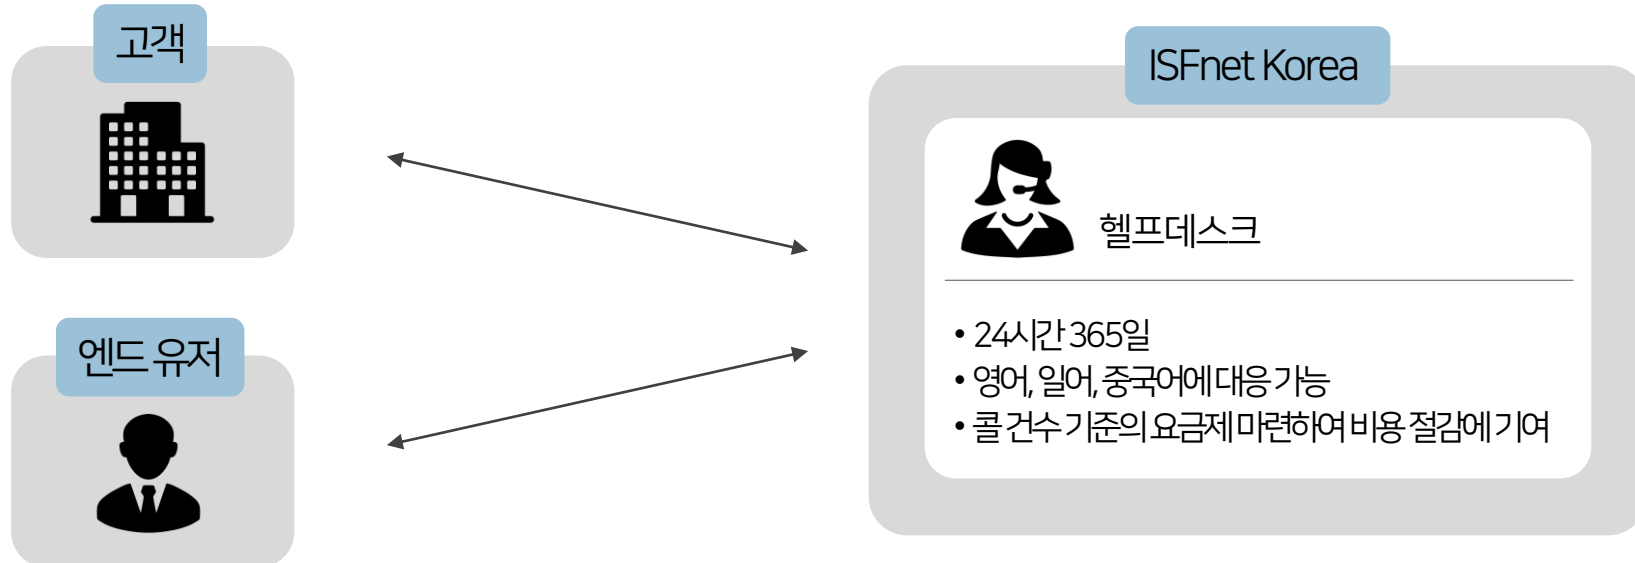 고객
엔드 유저
ISFnet Korea
헬프데스크
• 24시간 365일
• 영어, 일어, 중국어에 대응 가능
• 콜 건수 기준의 요금제 마련하여 비용 절감에 기여